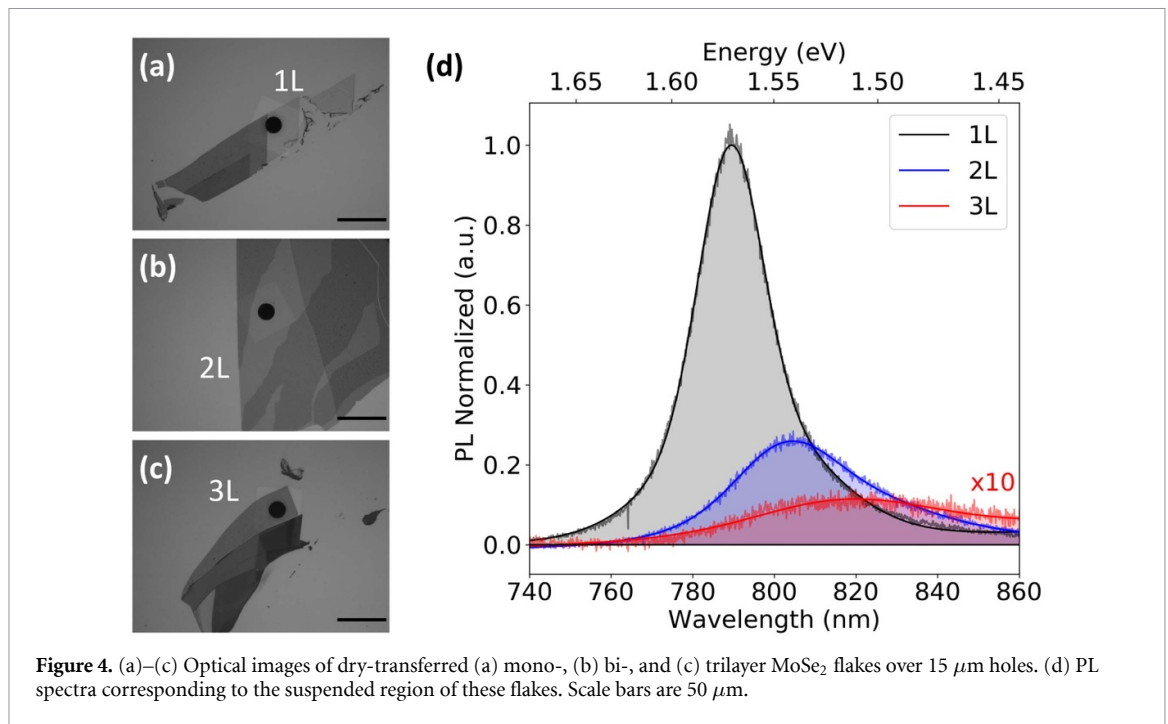 (a)
1L
(b)
2L
(c)
3L
(d)
Energy (eV)
1.65 1.60 1.55 1.50 1.45
1L
2L
3L
PL Normalized (a.u.)
1.0
0.8
0.6
0.4
0.2
0.0
x10
740 760 780 800 820 840 860
Wavelength (nm)
Figure 4. (a)–(c) Optical images of dry-transferred (a) mono-, (b) bi-, and (c) trilayer MoSe₂ flakes over 15 μm holes. (d) PL
spectra corresponding to the suspended region of these flakes. Scale bars are 50 μm.